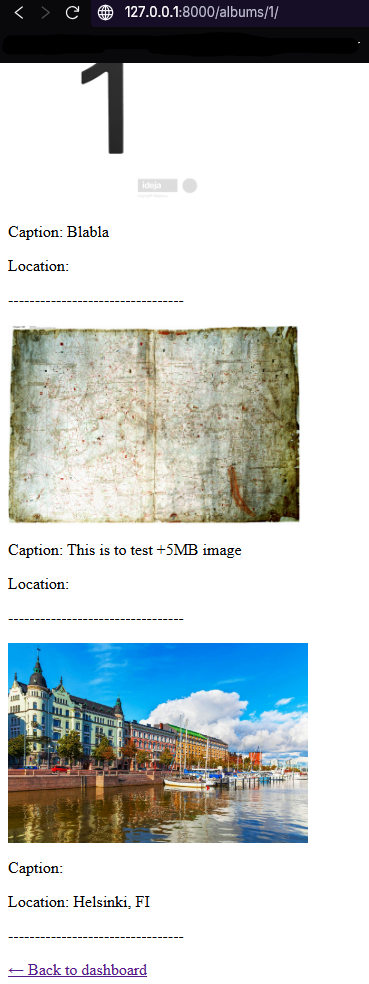 127.0.0.1:8000/albums/1/
1
ideja
Caption: Blabla
Location:
---------------------------------
Caption: This is to test +5MB image
Location:
---------------------------------
Caption:
Location: Helsinki, FI
---------------------------------
← Back to dashboard